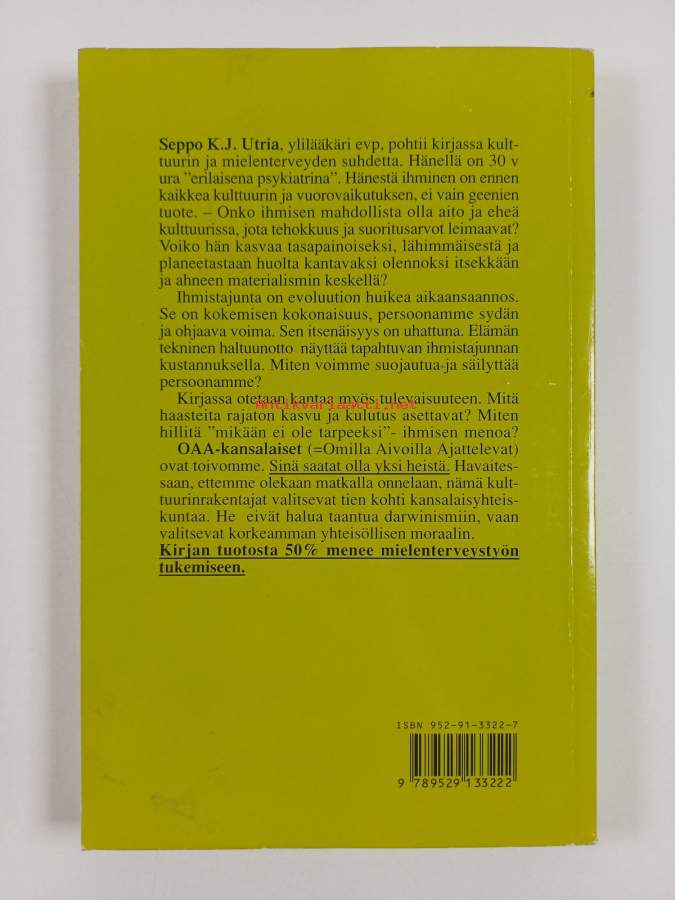 Seppo K.J. Utria, ylilääkäri evp, pohtii kirjassa kult-
tuurin ja mielenterveyden suhdetta. Hänellä on 30 v
ura ”erilaisena psykiatrina”. Hänestä ihminen on ennen
kaikkea kulttuurin ja vuorovaikutuksen, ei vain geenien
tuote. – Onko ihmisen mahdollista olla aito ja eheä
kulttuurissa, jota tehokkuus ja suoritusarvot leimaavat?
Voiko hän kasvaa tasapainoiseksi, lähimmäisestä ja
planeetastaan huolta kantavaksi olennoksi itsekkään
ja ahneen materialismin keskellä?
Ihmistajunta on evoluution huikea aikaansaannos.
Se on kokemisen kokonaisuus, persoonamme sydän
ja ohjaava voima. Sen itsenäisyys on uhattuna. Elämän
tekninen haltuunotto näyttää tapahtuvan ihmistajunnan
kustannuksella. Miten voimme suojautua-ja säilyttää
persoonamme?
Kirjassa otetaan kantaa myös tulevaisuuteen. Mitä
Antikvariaatti.net
haasteita rajaton kasvu ja kulutus asettavat? Miten
hillitä ”mikään ei ole tarpeeksi”- ihmisen menoa?
OAA-kansalaiset (=Omilla Aivoilla Ajattelevat)
ovat toivomme. Sinä saatat olla yksi heistä. Havaites-
saan, ettemme olekaan matkalla onnelaan, nämä kult-
tuurinrakentajat valitsevat tien kohti kansalaisyhteis-
kuntaa. He eivät halua taantua darwinismiin, vaan
valitsevat korkeamman yhteisöllisen moraalin.
Kirjan tuotosta 50% menee mielenterveystyön
tukemiseen.
ISBN 952-91-3322-7
9 789529 133222